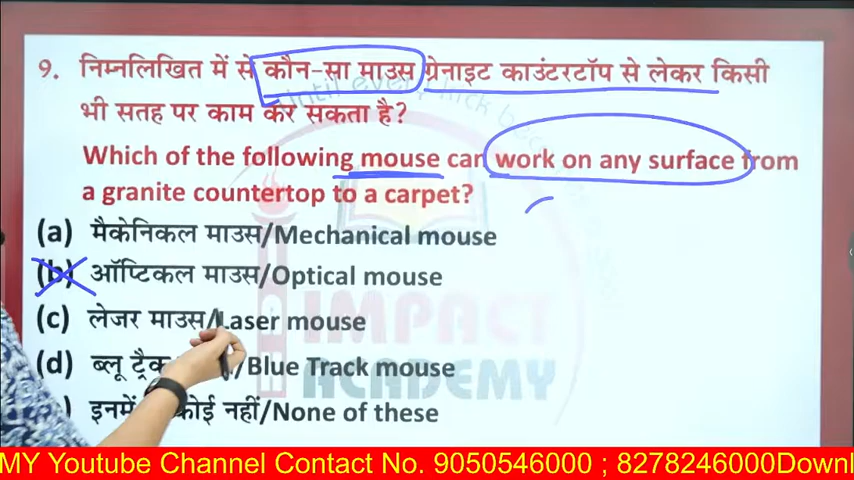 9. निम्नलिखित में से कौन-सा माउस ग्रेनाइट काउंटरटॉप से लेकर किसी
भी सतह पर काम कर सकता है?
Which of the following mouse can work on any surface from
a granite countertop to a carpet?
(a) मैकेनिकल माउस/Mechanical mouse
(b) ऑप्टिकल माउस/Optical mouse
(c) लेजर माउस/Laser mouse
(d) ब्लू ट्रैक /Blue Track mouse
इनमें कोई नहीं/None of these
IMPACT
ACADEMY
MY Youtube Channel Contact No. 9050546000 ; 8278246000Downl